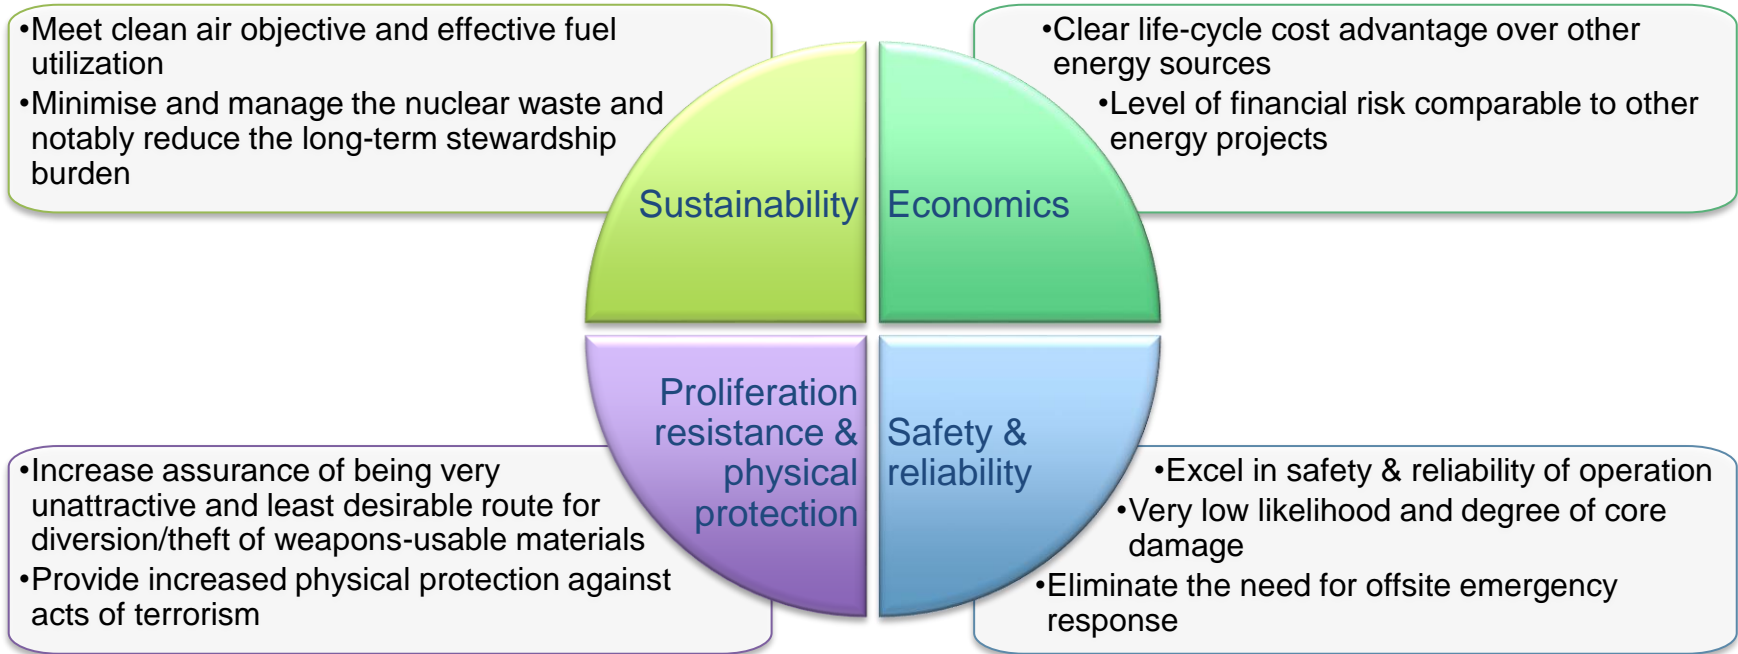 •Meet clean air objective and effective fuel
utilization
•Minimise and manage the nuclear waste and
notably reduce the long-term stewardship
burden
Sustainability
•Clear life-cycle cost advantage over other
energy sources
•Level of financial risk comparable to other
energy projects
Economics
Proliferation
resistance &
physical
protection
•Increase assurance of being very
unattractive and least desirable route for
diversion/theft of weapons-usable materials
•Provide increased physical protection against
acts of terrorism
Safety &
reliability
•Excel in safety & reliability of operation
•Very low likelihood and degree of core
damage
•Eliminate the need for offsite emergency
response